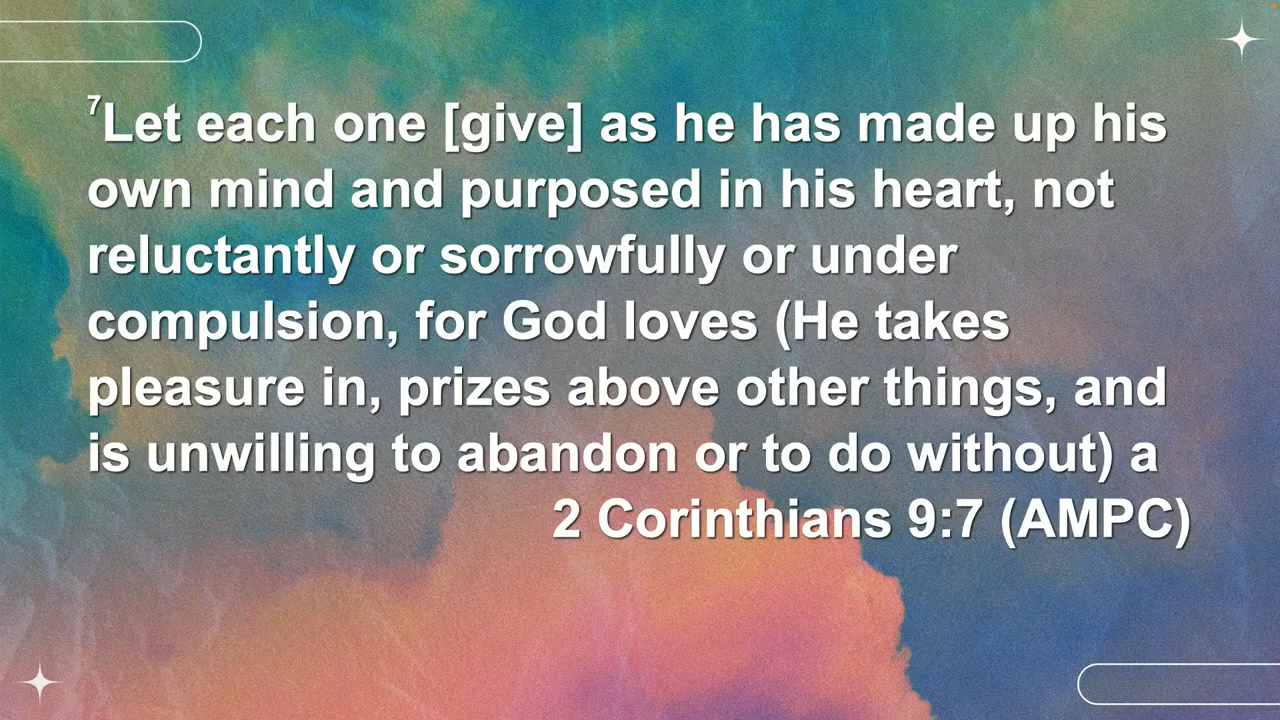 7Let each one [give] as he has made up his
own mind and purposed in his heart, not
reluctantly or sorrowfully or under
compulsion, for God loves (He takes
pleasure in, prizes above other things, and
is unwilling to abandon or to do without) a
2 Corinthians 9:7 (AMPC)